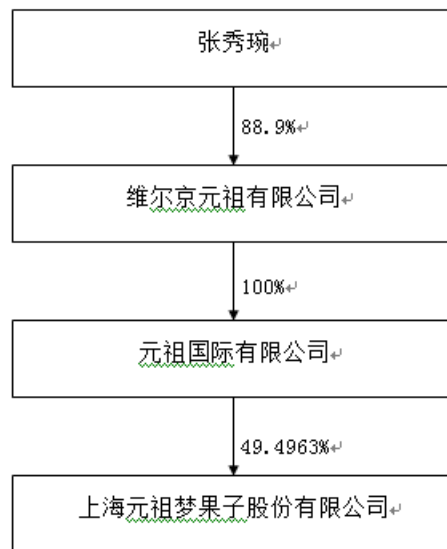 张秀琬
88.9%
维尔京元祖有限公司
100%
元祖国际有限公司
49.4963%
上海元祖梦果子股份有限公司